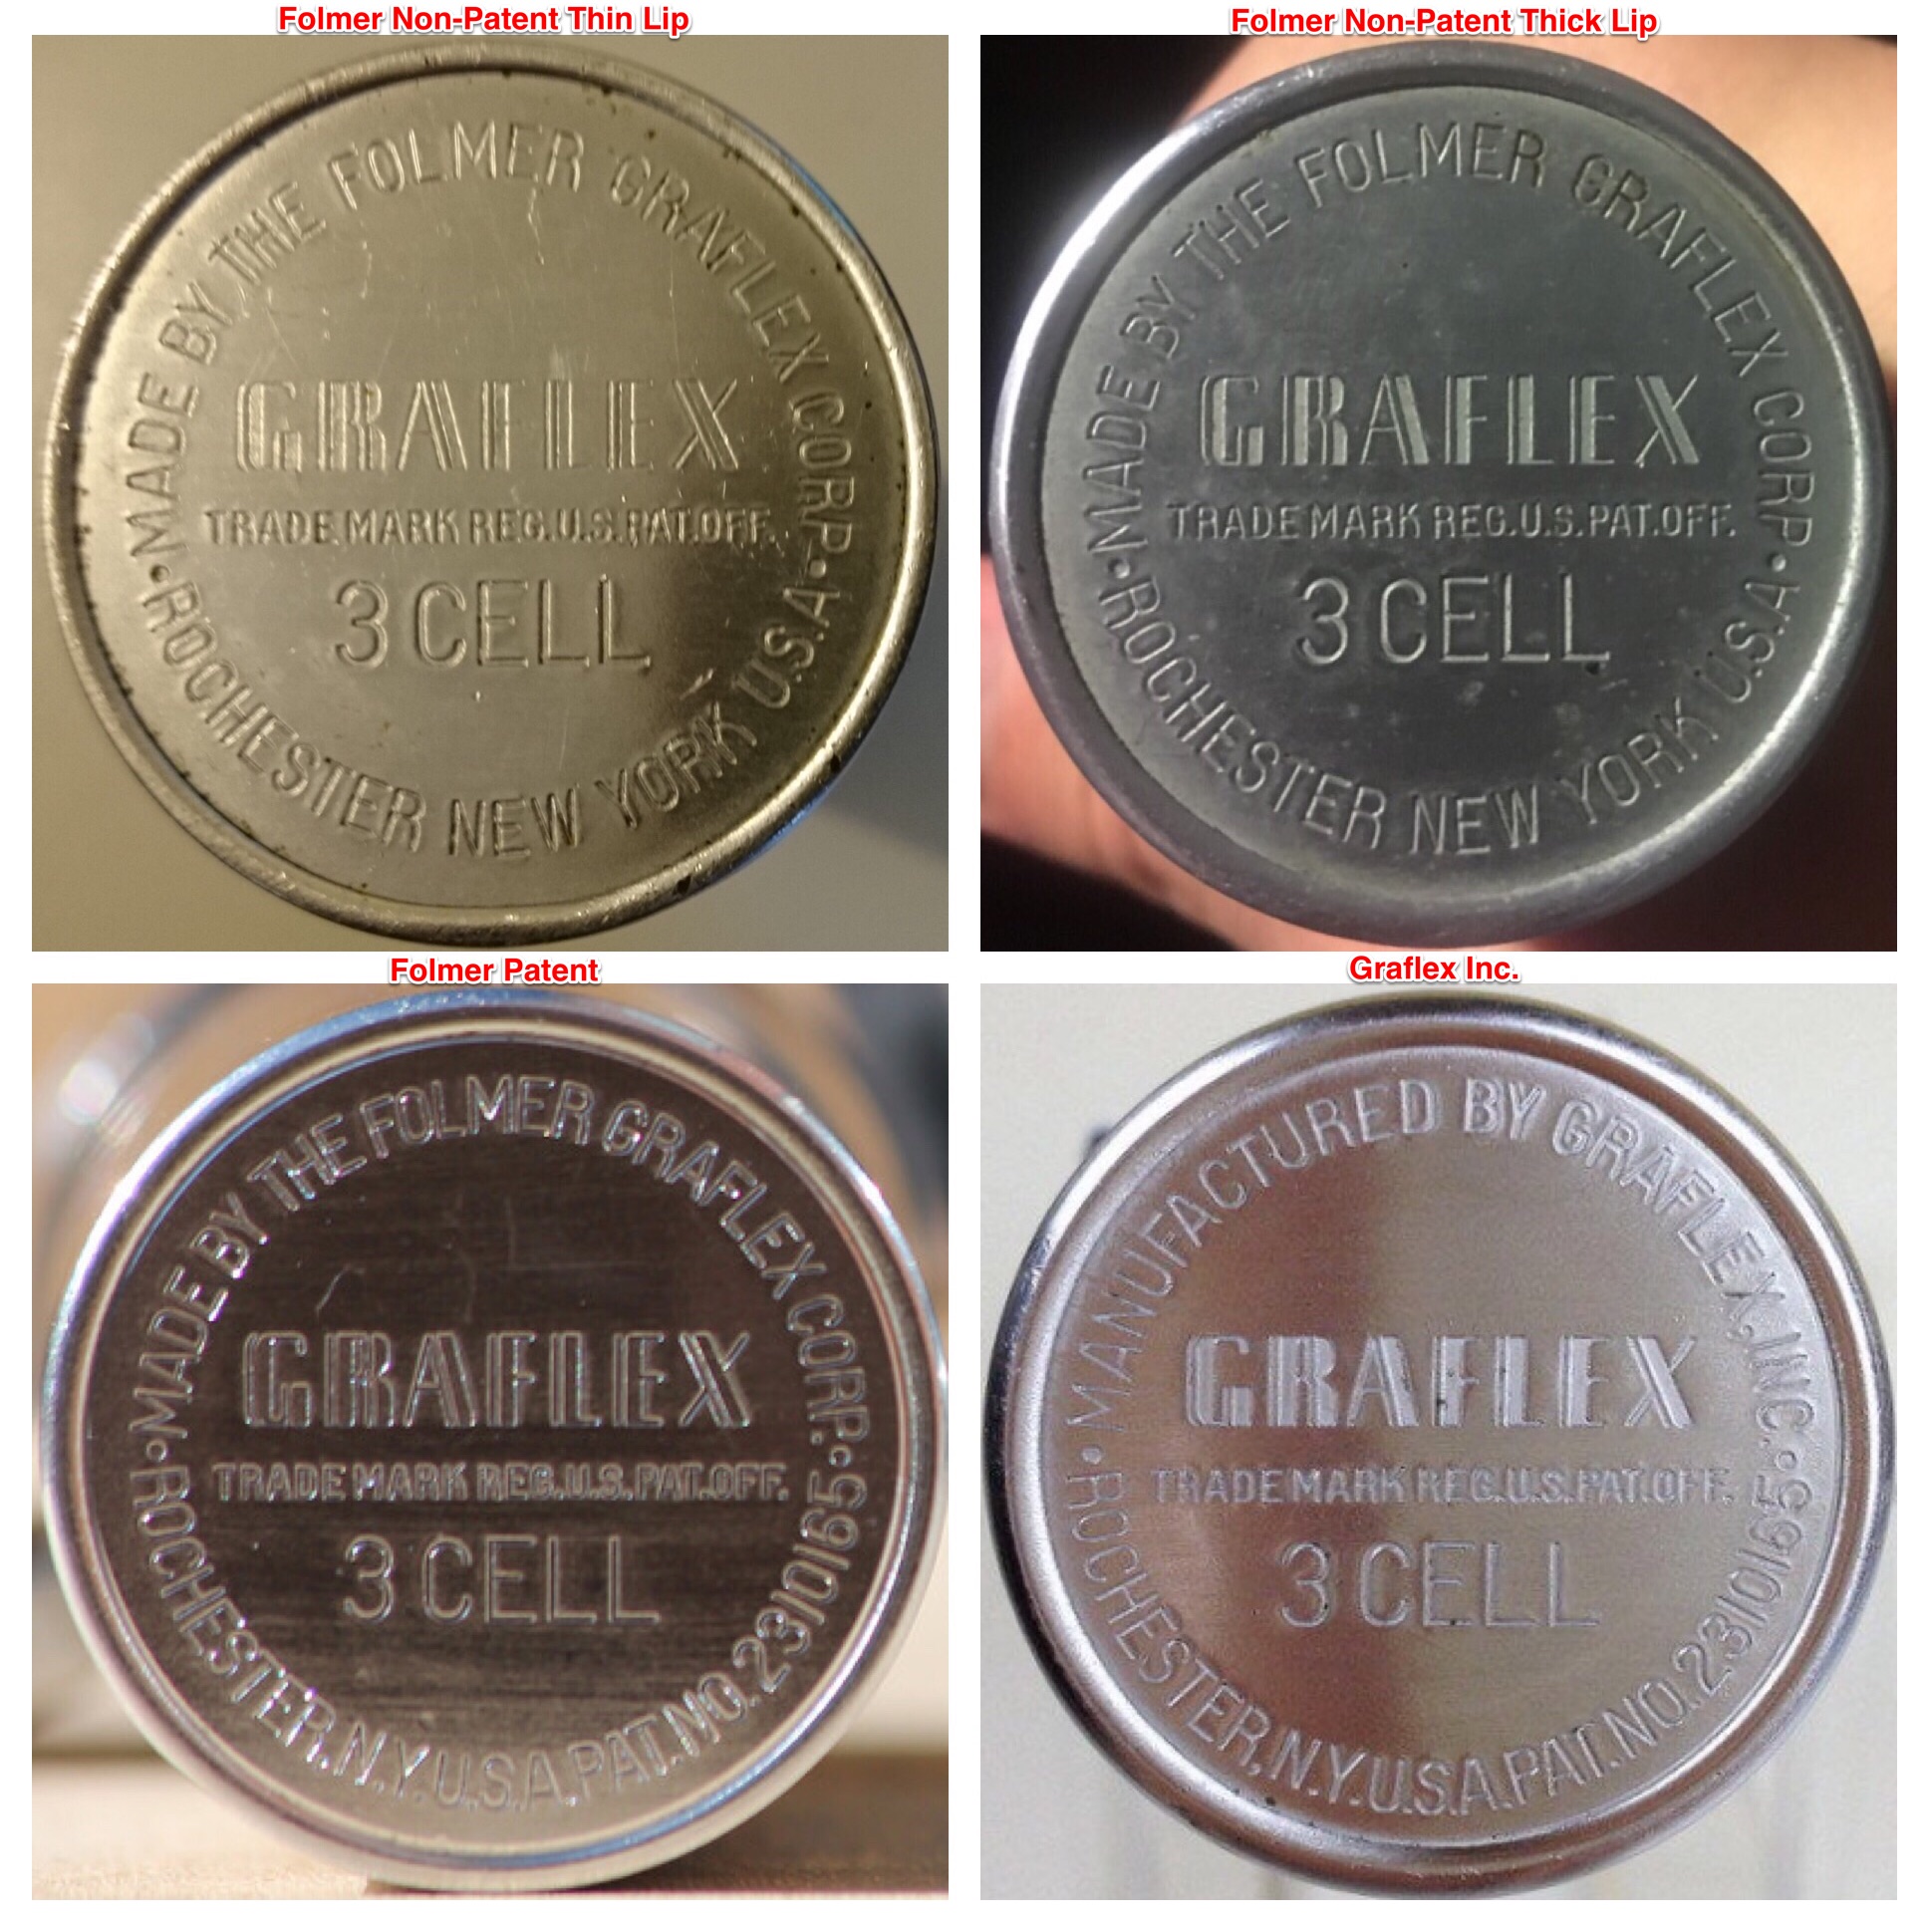 Folmer Non-Patent Thin Lip
·MADE BY THE FOLMER GRAFLEX CORP.·
GRAFLEX
TRADE MARK REG.U.S.PAT.OFF.
3 CELL
ROCHESTER NEW YORK U.S.A
Folmer Non-Patent Thick Lip
·MADE BY THE FOLMER GRAFLEX CORP.·
GRAFLEX
TRADE MARK REG.U.S.PAT.OFF.
3 CELL
ROCHESTER NEW YORK U.S.A
Folmer Patent
·MADE BY THE FOLMER GRAFLEX CORP.·
GRAFLEX
TRADE MARK REG.U.S.PAT.OFF.
3 CELL
ROCHESTER.N.Y.U.S.A.PAT.NO.2310165
Graflex Inc.
·MANUFACTURED BY GRAFLEX, INC.·
GRAFLEX
TRADE MARK REG.U.S.PAT.OFF.
3 CELL
ROCHESTER,N.Y.U.S.A.PAT.NO.2310165